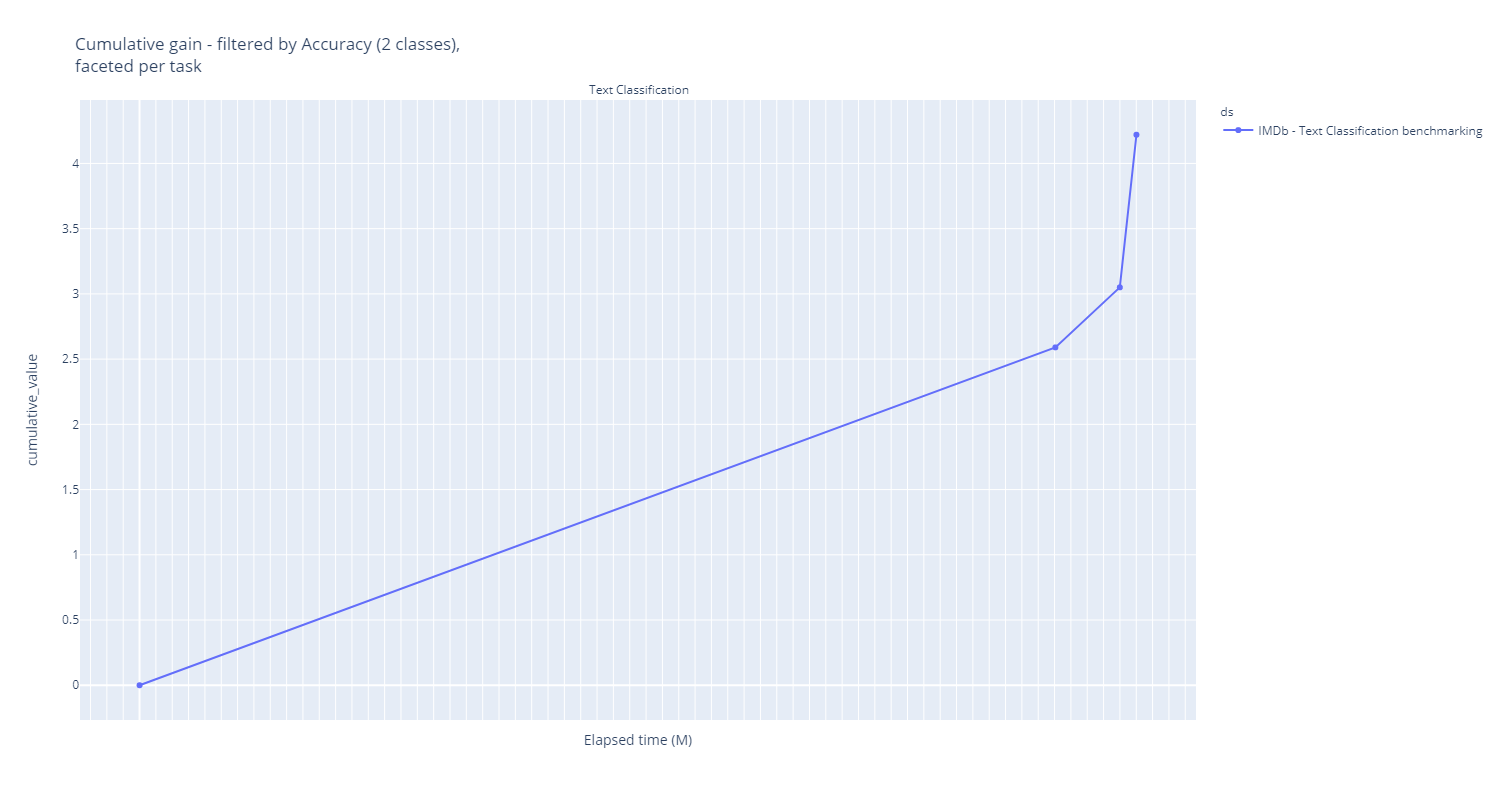 Cumulative gain - filtered by Accuracy (2 classes),
faceted per task
Text Classification
ds
IMDb - Text Classification benchmarking
4
3.5
3
2.5
2
1.5
1
0.5
0
cumulative_value
Elapsed time (M)